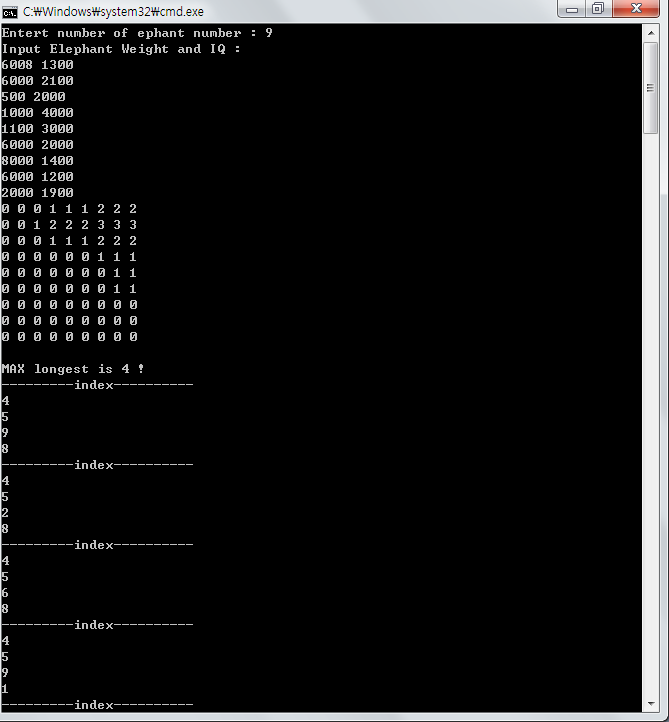 C:₩Windows₩system32₩cmd.exe
Entert number of ephant number : 9
Input Elephant Weight and IQ :
6008 1300
6000 2100
500 2000
1000 4000
1100 3000
6000 2000
8000 1400
6000 1200
2000 1900
0 0 0 1 1 1 2 2 2
0 0 1 2 2 2 3 3 3
0 0 0 1 1 1 2 2 2
0 0 0 0 0 0 1 1 1
0 0 0 0 0 0 0 1 1
0 0 0 0 0 0 0 1 1
0 0 0 0 0 0 0 0 0
0 0 0 0 0 0 0 0 0
0 0 0 0 0 0 0 0 0
MAX longest is 4 !
---------index----------
4
5
9
8
---------index----------
4
5
2
8
---------index----------
4
5
6
8
---------index----------
4
5
9
1
---------index----------